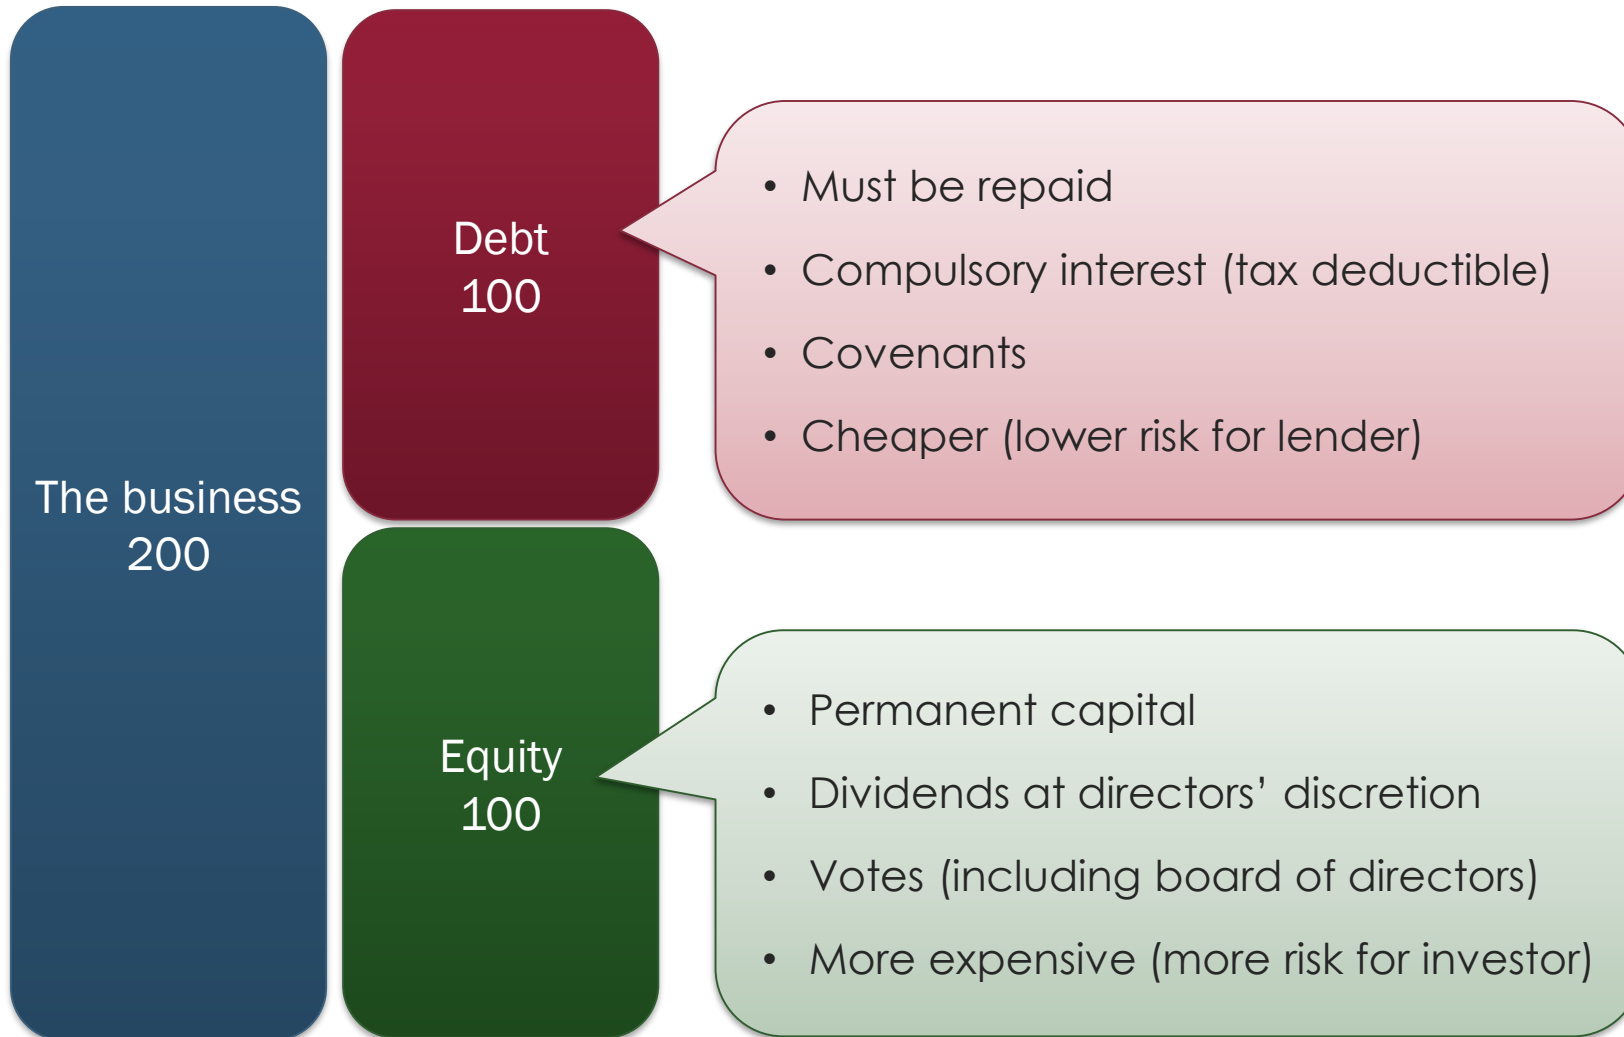 The business
200
Debt
100
• Must be repaid
• Compulsory interest (tax deductible)
• Covenants
• Cheaper (lower risk for lender)
Equity
100
• Permanent capital
• Dividends at directors’ discretion
• Votes (including board of directors)
• More expensive (more risk for investor)